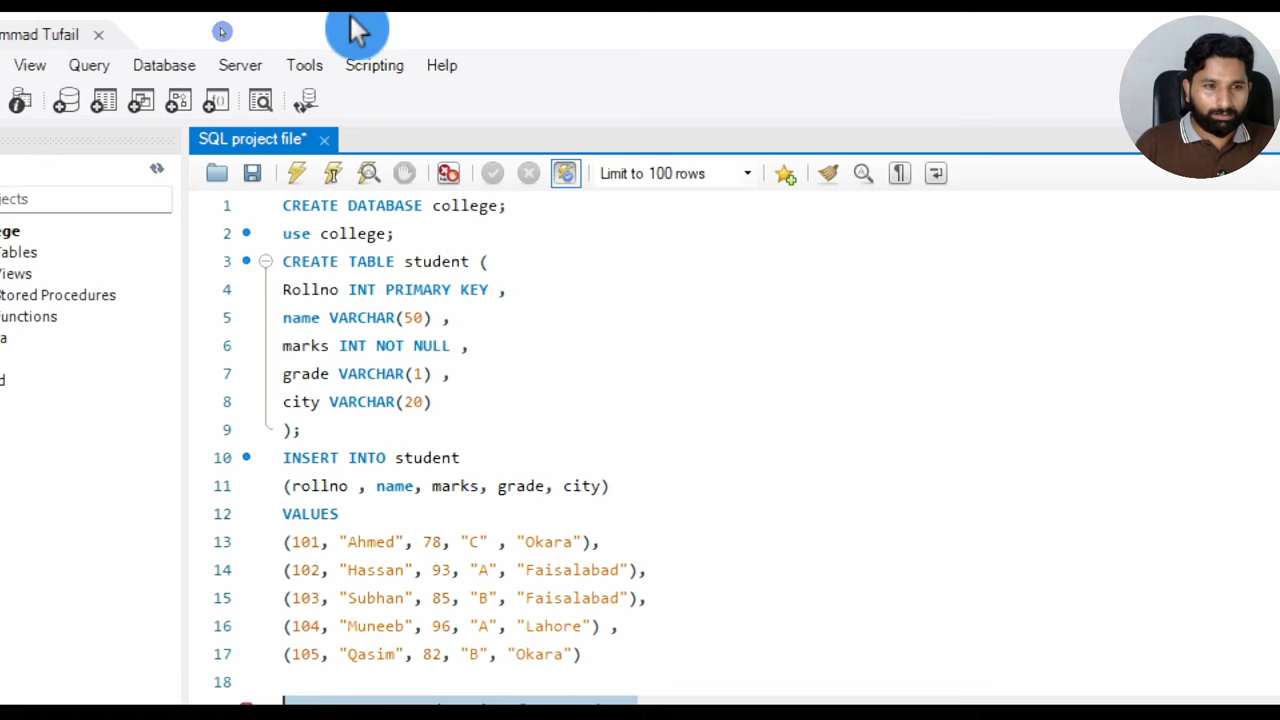 mmad Tufail
View Query Database Server Tools Scripting Help
SQL project file*
jects
Limit to 100 rows
ege
Tables
Views
Stored Procedures
Functions
a
d
1 CREATE DATABASE college;
2 use college;
3 CREATE TABLE student (
4 Rollno INT PRIMARY KEY ,
5 name VARCHAR(50) ,
6 marks INT NOT NULL ,
7 grade VARCHAR(1) ,
8 city VARCHAR(20)
9 );
10 INSERT INTO student
11 (rollno , name, marks, grade, city)
12 VALUES
13 (101, "Ahmed", 78, "C" , "Okara"),
14 (102, "Hassan", 93, "A", "Faisalabad"),
15 (103, "Subhan", 85, "B", "Faisalabad"),
16 (104, "Muneeb", 96, "A", "Lahore") ,
17 (105, "Qasim", 82, "B", "Okara")
18